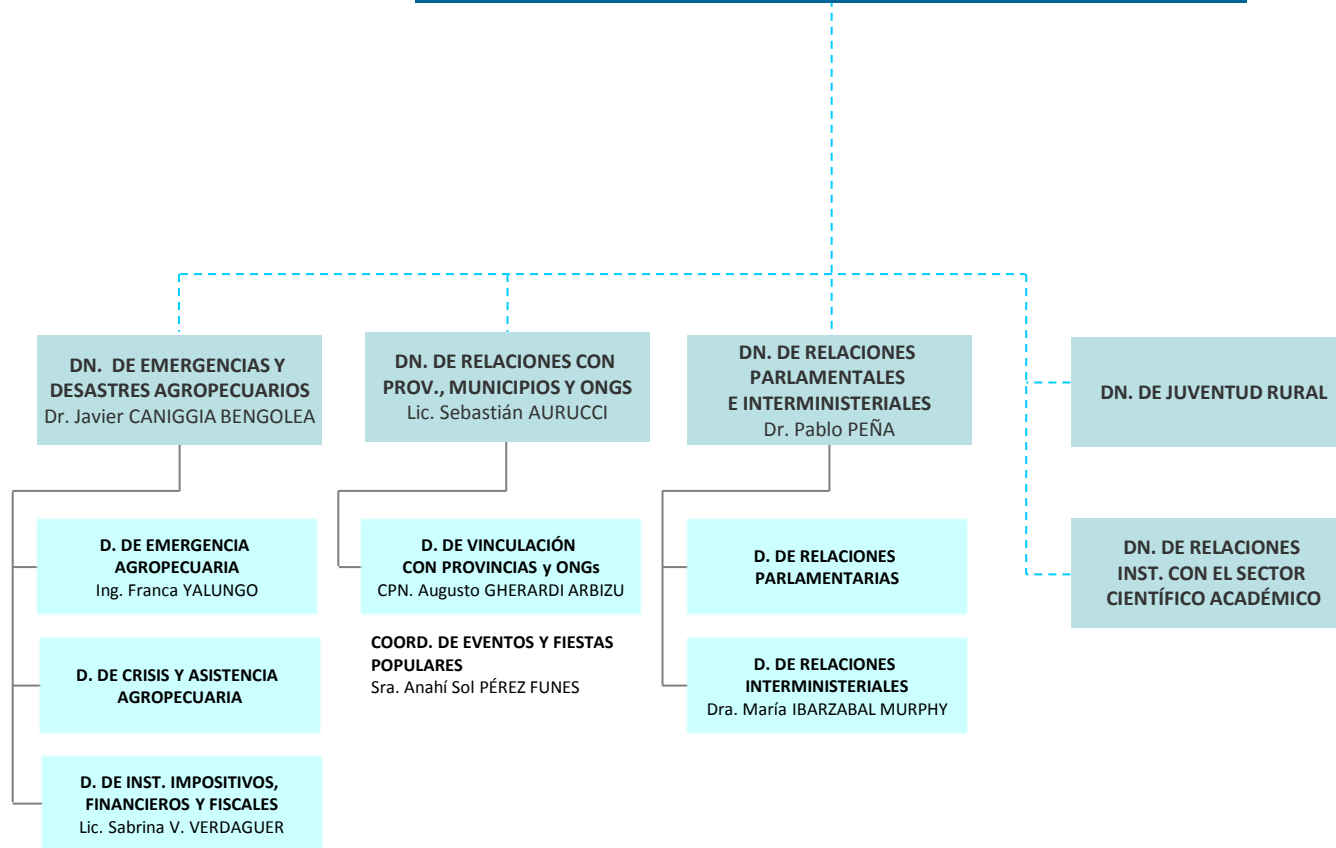 DN. DE EMERGENCIAS Y
DESASTRES AGROPECUARIOS
Dr. Javier CANIGGIA BENGOLEA
DN. DE RELACIONES CON
PROV., MUNICIPIOS Y ONGS
Lic. Sebastián AURUCCI
DN. DE RELACIONES
PARLAMENTALES
E INTERMINISTERIALES
Dr. Pablo PEÑA
DN. DE JUVENTUD RURAL
D. DE EMERGENCIA
AGROPECUARIA
Ing. Franca YALUNGO
D. DE VINCULACIÓN
CON PROVINCIAS y ONGs
CPN. Augusto GHERARDI ARBIZU
D. DE RELACIONES
PARLAMENTARIAS
DN. DE RELACIONES
INST. CON EL SECTOR
CIENTÍFICO ACADÉMICO
D. DE CRISIS Y ASISTENCIA
AGROPECUARIA
COORD. DE EVENTOS Y FIESTAS
POPULARES
Sra. Anahí Sol PÉREZ FUNES
D. DE RELACIONES
INTERMINISTERIALES
Dra. María IBARZABAL MURPHY
D. DE INST. IMPOSITIVOS,
FINANCIEROS Y FISCALES
Lic. Sabrina V. VERDAGUER